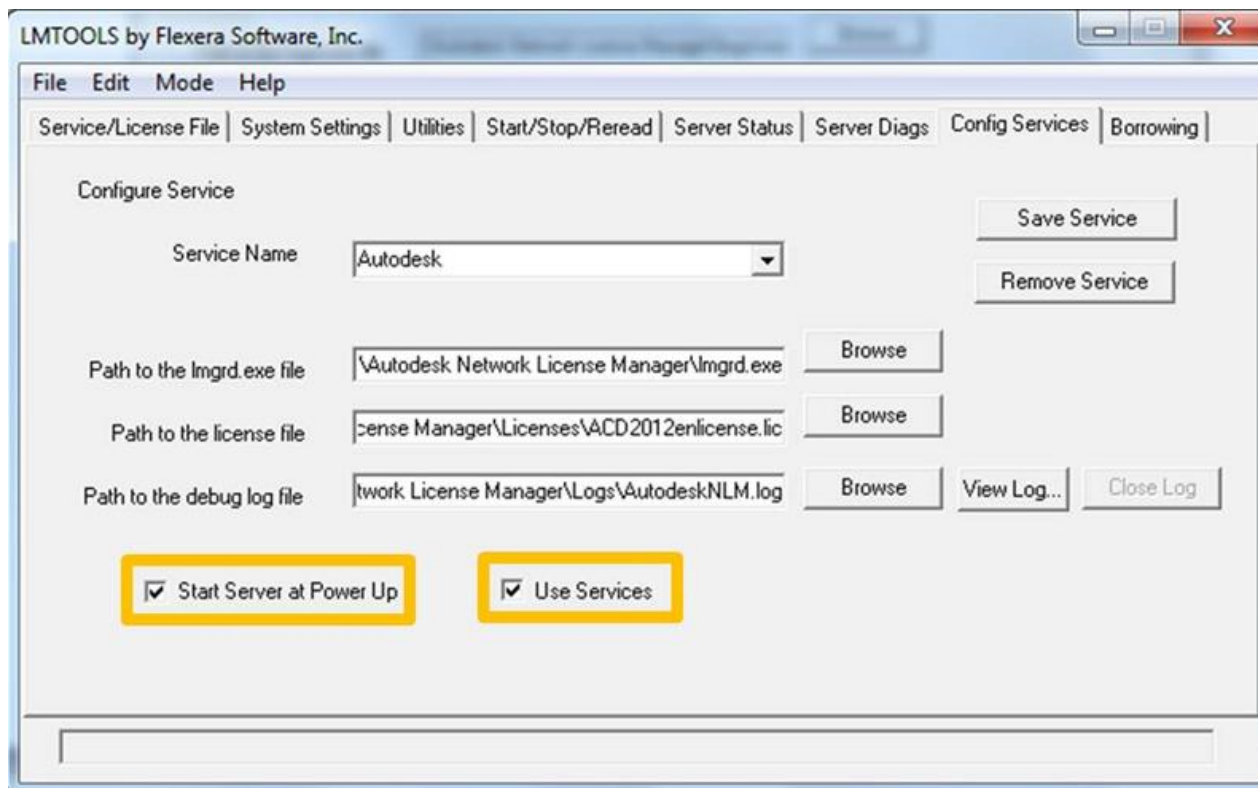 LMTOOLS by Flexera Software, Inc.
File Edit Mode Help
Service/License File System Settings Utilities Start/Stop/Reread Server Status Server Diags Config Services Borrowing
Configure Service
Save Service
Service Name Autodesk
Remove Service
Path to the lmgrd.exe file \Autodesk Network License Manager\lmgrd.exe Browse
Path to the license file cense Manager\Licenses\ACD2012enlicense.lic Browse
Path to the debug log file twork License Manager\Logs\AutodeskNLM.log Browse View Log... Close Log
Start Server at Power Up Use Services